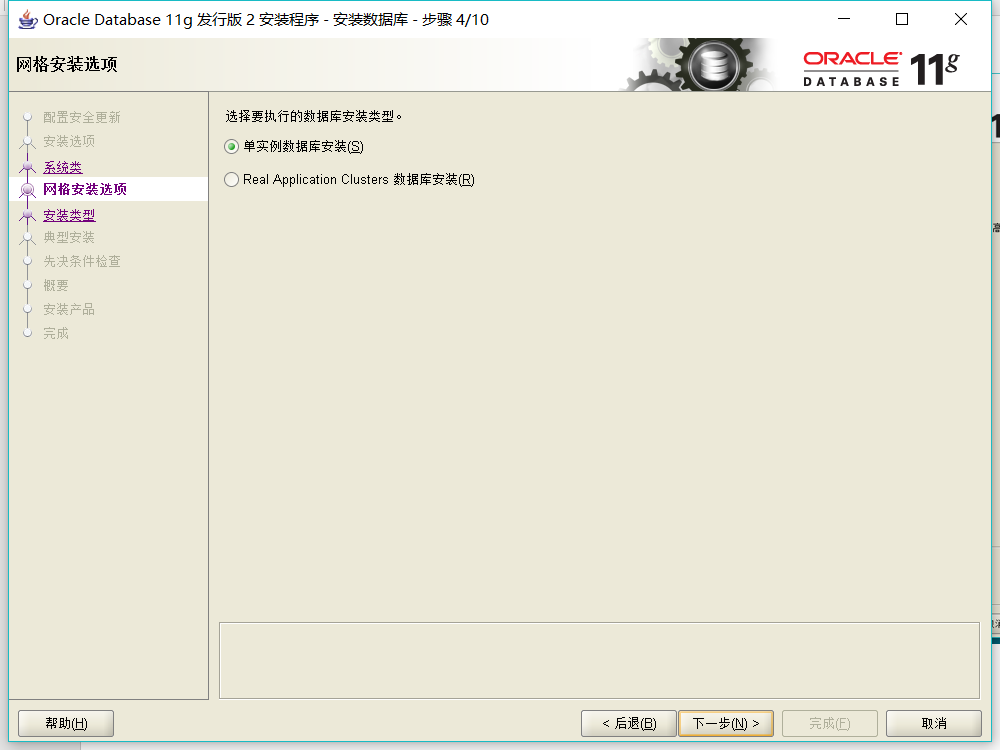 Oracle Database 11g 发行版 2 安装程序 - 安装数据库 - 步骤 4/10
网格安装选项
ORACLE 11g
DATABASE
配置安全更新
安装选项
系统类
网格安装选项
安装类型
典型安装
先决条件检查
概要
安装产品
完成
选择要执行的数据库安装类型。
单实例数据库安装(S)
Real Application Clusters 数据库安装(R)
帮助(H)
< 后退(B)
下一步(N) >
完成(F)
取消